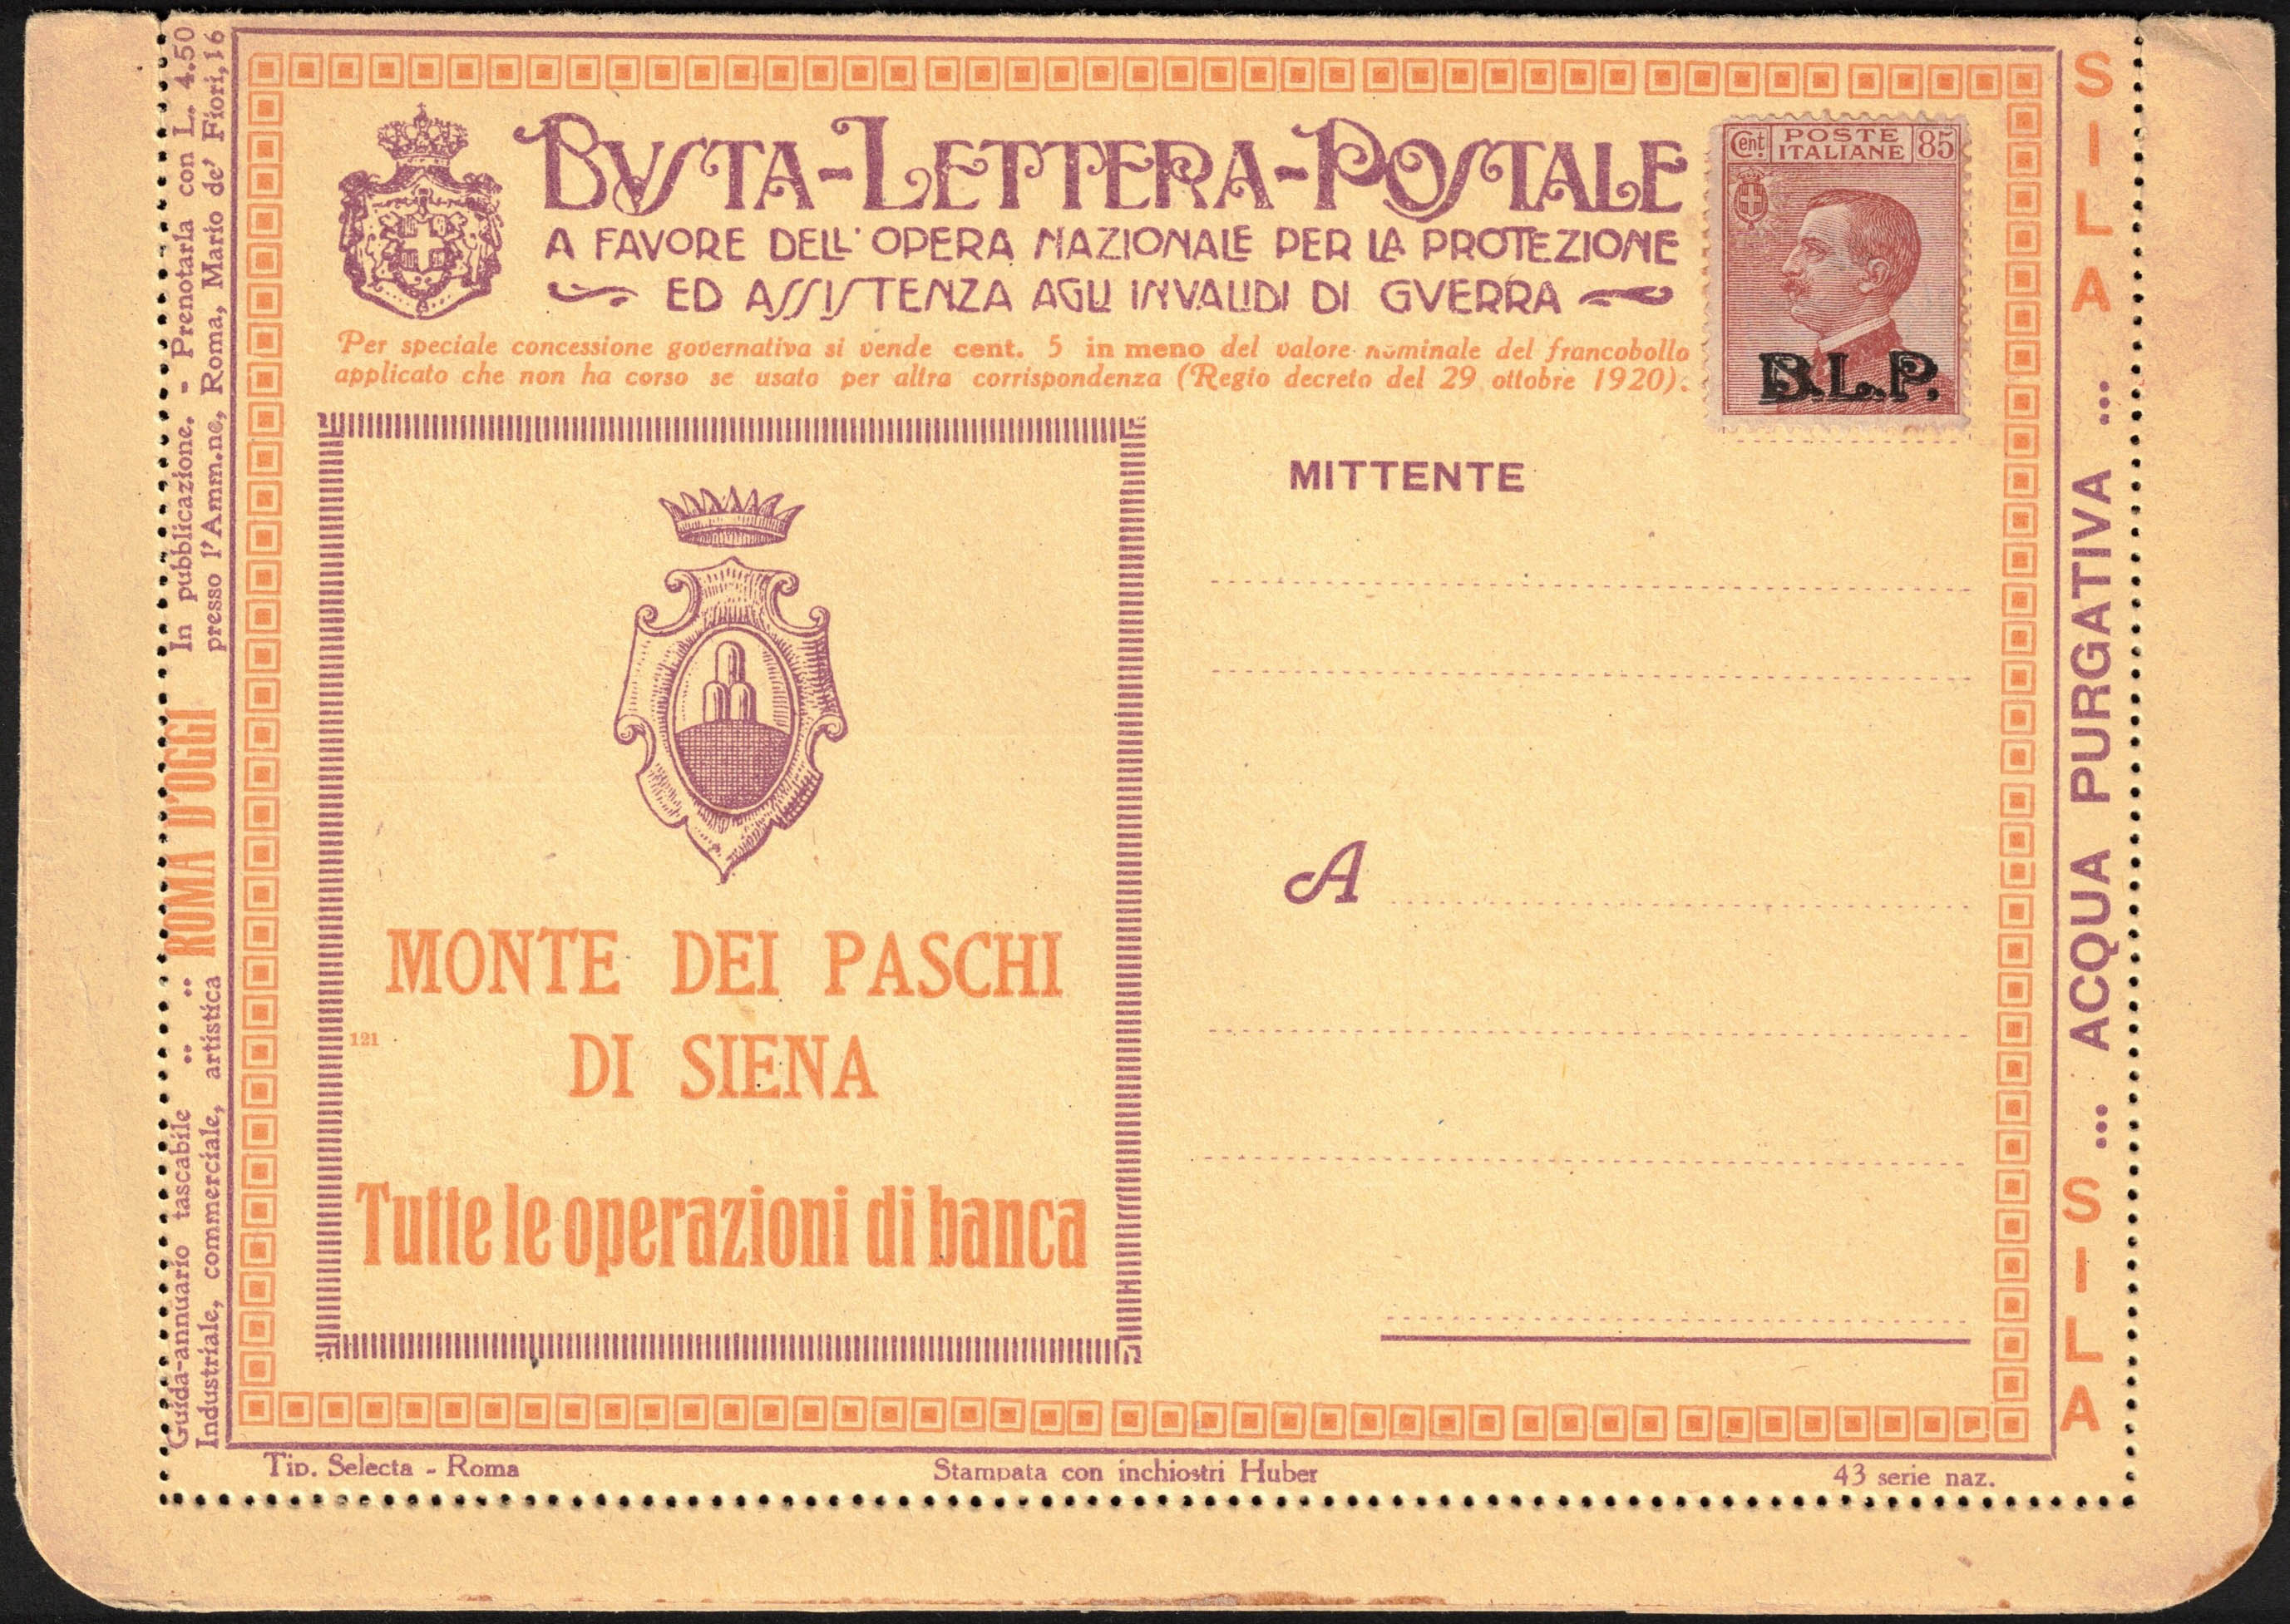 BUSTA-LETTERA-POSTALE
A FAVORE DELL' OPERA NAZIONALE PER LA PROTEZIONE
ED ASSISTENZA AGLI INVALIDI DI GVERRA
Per speciale concessione governativa si vende cent. 5 in meno del valore nominale del francobollo
applicato che non ha corso se usato per altra corrispondenza (Regio decreto del 29 ottobre 1920).
Cent. POSTE ITALIANE 85
B.L.P.
MITTENTE
A
MONTE DEI PASCHI
121
DI SIENA
Tutte le operazioni di banca
Guida-annuario tascabile .. .. .. ROMA D'OGGI In pubblicazione. - Prenotarla con L. 4.50
Industriale, commerciale, artistica presso l'Amm.ne, Roma, Mario de' Fiori, 16
SILA ... ACQUA PURGATIVA ... SILA
Tip. Selecta - Roma
Stampata con inchiostri Huber
43 serie naz.